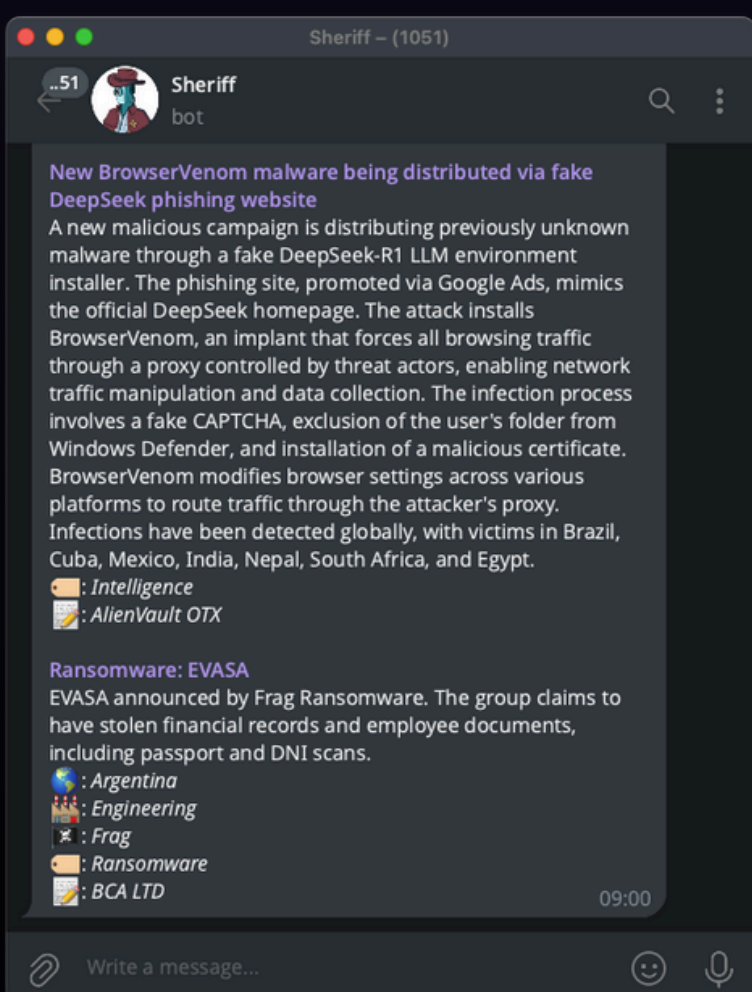 Sheriff – (1051)
..51
Sheriff
bot
New BrowserVenom malware being distributed via fake
DeepSeek phishing website
A new malicious campaign is distributing previously unknown
malware through a fake DeepSeek-R1 LLM environment
installer. The phishing site, promoted via Google Ads, mimics
the official DeepSeek homepage. The attack installs
BrowserVenom, an implant that forces all browsing traffic
through a proxy controlled by threat actors, enabling network
traffic manipulation and data collection. The infection process
involves a fake CAPTCHA, exclusion of the user's folder from
Windows Defender, and installation of a malicious certificate.
BrowserVenom modifies browser settings across various
platforms to route traffic through the attacker's proxy.
Infections have been detected globally, with victims in Brazil,
Cuba, Mexico, India, Nepal, South Africa, and Egypt.
: Intelligence
: AlienVault OTX
Ransomware: EVASA
EVASA announced by Frag Ransomware. The group claims to
have stolen financial records and employee documents,
including passport and DNI scans.
: Argentina
: Engineering
: Frag
: Ransomware
: BCA LTD
09:00
Write a message...